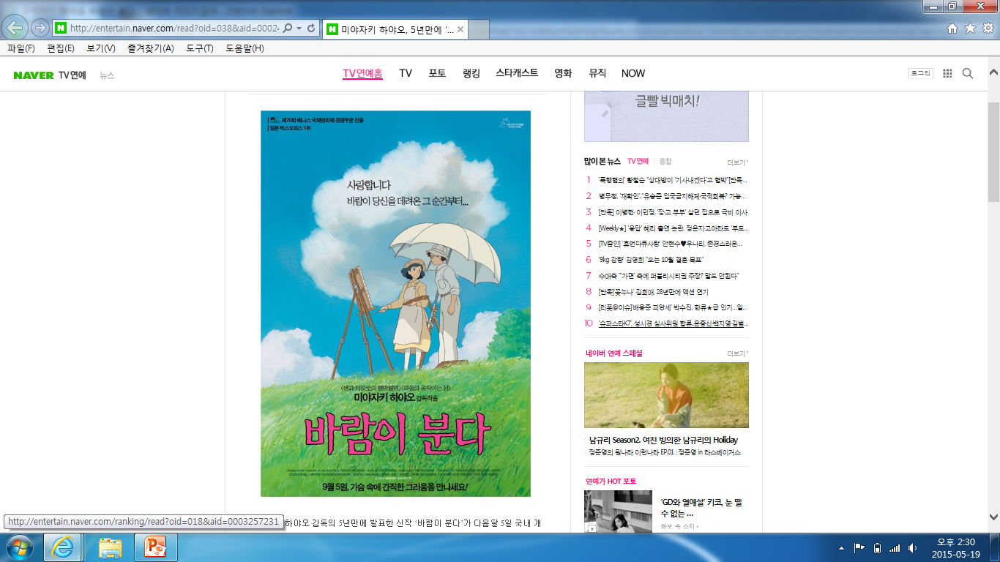 http://entertain.naver.com/read?oid=038&aid=0002
미야자키 하야오, 5년만에 '...
파일(F) 편집(E) 보기(V) 즐겨찾기(A) 도구(T) 도움말(H)
NAVER TV연예 뉴스
TV연예홈 TV 포토 랭킹 스타캐스트 영화 뮤직 NOW
로그인
제70회 베니스 국제영화제 경쟁부문 진출
일본 박스오피스 1위
사랑합니다
바람이 당신을 데려온 그 순간부터...
<센과 치히로의 행방불명> <하울의 움직이는 성>
미야자키 하야오 감독작품
바람이 분다
9월 5일, 가슴 속에 간직한 그리움을 만나세요!
하야오 감독의 5년만에 발표한 신작 '바람이 분다'가 다음달 5일 국내 개
글빨 빅매치!
많이 본 뉴스 TV연예 종합 더보기
1 '폭행혐의' 황철순 "상대방이 '기사내겠다'고 협박"[단독...
2 병무청, '재확인'.."유승준 입국금지해제·국적회복? 가능...
3 [단독] 이병헌· 이민정, '장·고 부부' 살던 집으로 극비 이사
4 [Weekly★] '응답' 혜리 출연 논란, 정은지·고아라도 '부도...
5 [TV줌인] '휴먼다큐사랑' 안현수♥우나리, 존경스러운...
6 '9kg 감량' 김영희 "오는 10월 결혼 목표"
7 수애측 "'가면' 측에 퍼블리시티권 주장? 말도 안된다"
8 [단독]'꽃누나' 김희애, 28년만에 액션 연기
9 [리폿@이슈]'배용준 피앙세' 박수진, 한류★급 인기...일...
10 '슈퍼스타K7', 성시경 심사위원 합류..윤종신·백지영·김범...
네이버 연예 스페셜 더보기
남규리 Season2. 여친 빙의한 남규리의 Holiday
정준영의 원나라 이런나라 EP.01 : 정준영 in 라스베이거스
연예가 HOT 포토
'GD와 열애설' 키코, 눈 뗄
수 없는 ...
화보 속 스타
http://entertain.naver.com/ranking/read?oid=018&aid=0003257231
오후 2:30
2015-05-19